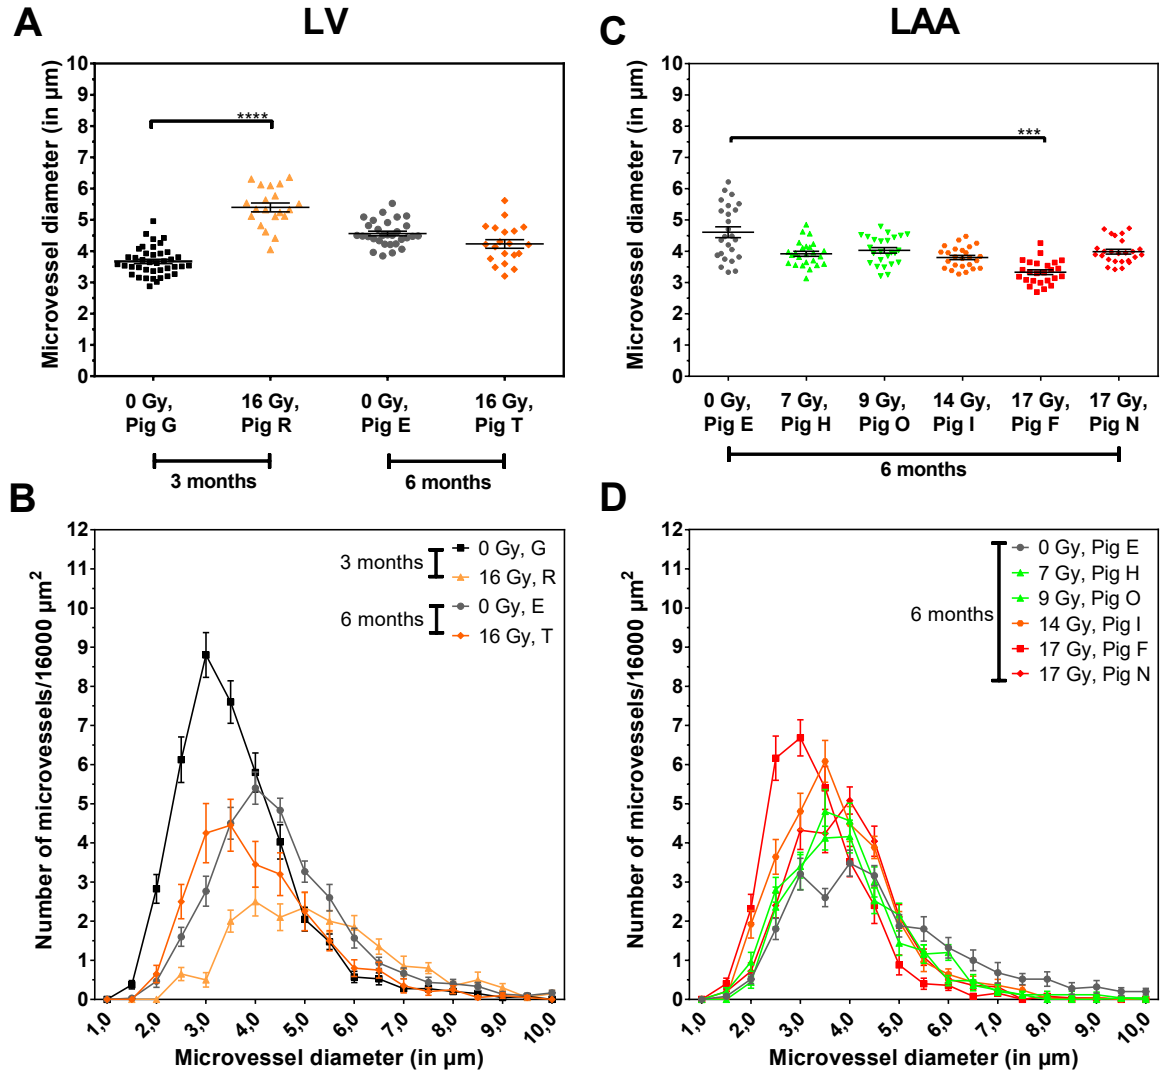 A
LV
Microvessel diameter (in µm)
10
9
8
7
6
5
4
3
2
1
0
****
0 Gy, Pig G
16 Gy, Pig R
0 Gy, Pig E
16 Gy, Pig T
3 months
6 months
C
LAA
Microvessel diameter (in µm)
10
9
8
7
6
5
4
3
2
1
0
***
0 Gy, Pig E
7 Gy, Pig H
9 Gy, Pig O
14 Gy, Pig I
17 Gy, Pig F
17 Gy, Pig N
6 months
B
Number of microvessels/16000 µm²
12
11
10
9
8
7
6
5
4
3
2
1
0
3 months
0 Gy, G
16 Gy, R
6 months
0 Gy, E
16 Gy, T
1,0
2,0
3,0
4,0
5,0
6,0
7,0
8,0
9,0
10,0
Microvessel diameter (in µm)
D
Number of microvessels/16000 µm²
12
11
10
9
8
7
6
5
4
3
2
1
0
6 months
0 Gy, Pig E
7 Gy, Pig H
9 Gy, Pig O
14 Gy, Pig I
17 Gy, Pig F
17 Gy, Pig N
1,0
2,0
3,0
4,0
5,0
6,0
7,0
8,0
9,0
10,0
Microvessel diameter (in µm)